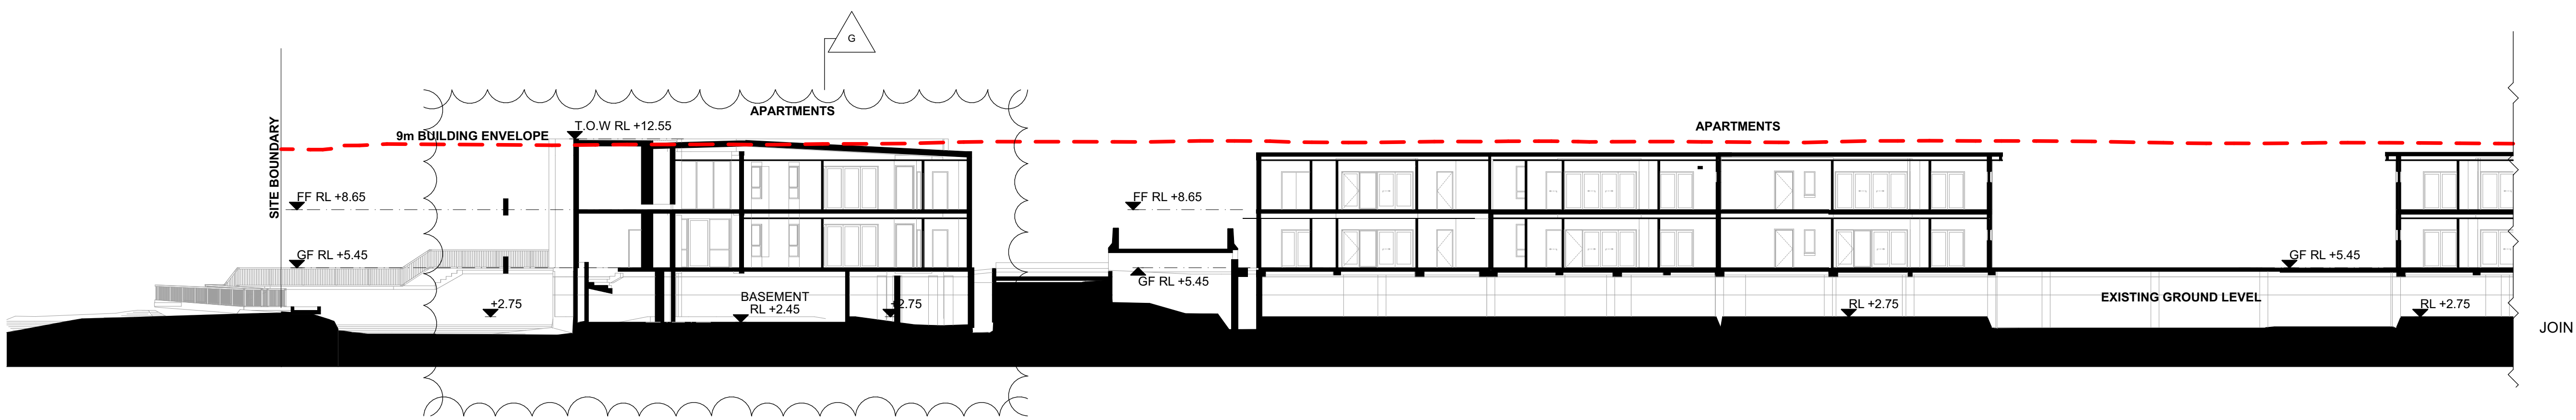 G
APARTMENTS
SITE BOUNDARY
9m BUILDING ENVELOPE
T.O.W RL +12.55
APARTMENTS
FF RL +8.65
FF RL +8.65
GF RL +5.45
GF RL +5.45
GF RL +5.45
+2.75
BASEMENT
RL +2.45
+2.75
RL +2.75
EXISTING GROUND LEVEL
RL +2.75
JOIN